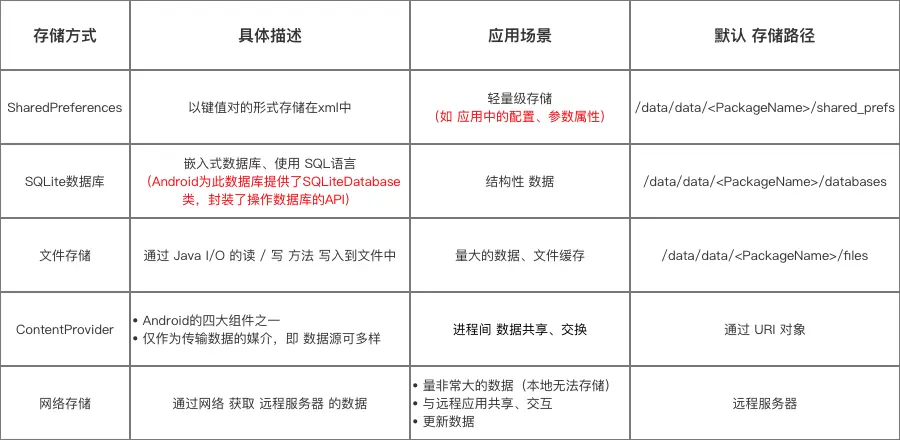 存储方式
具体描述
应用场景
默认 存储路径
SharedPreferences
以键值对的形式存储在xml中
轻量级存储
（如 应用中的配置、参数属性）
/data/data/<PackageName>/shared_prefs
SQLite数据库
嵌入式数据库、使用 SQL语言
（Android为此数据库提供了SQLiteDatabase
类，封装了操作数据库的API）
结构性 数据
/data/data/<PackageName>/databases
文件存储
通过 Java I/O 的读 / 写 方法 写入到文件中
量大的数据、文件缓存
/data/data/<PackageName>/files
ContentProvider
• Android的四大组件之一
• 仅作为传输数据的媒介，即 数据源可多样
进程间 数据共享、交换
通过 URI 对象
网络存储
通过网络 获取 远程服务器 的数据
• 量非常大的数据（本地无法存储）
• 与远程应用共享、交互
• 更新数据
远程服务器